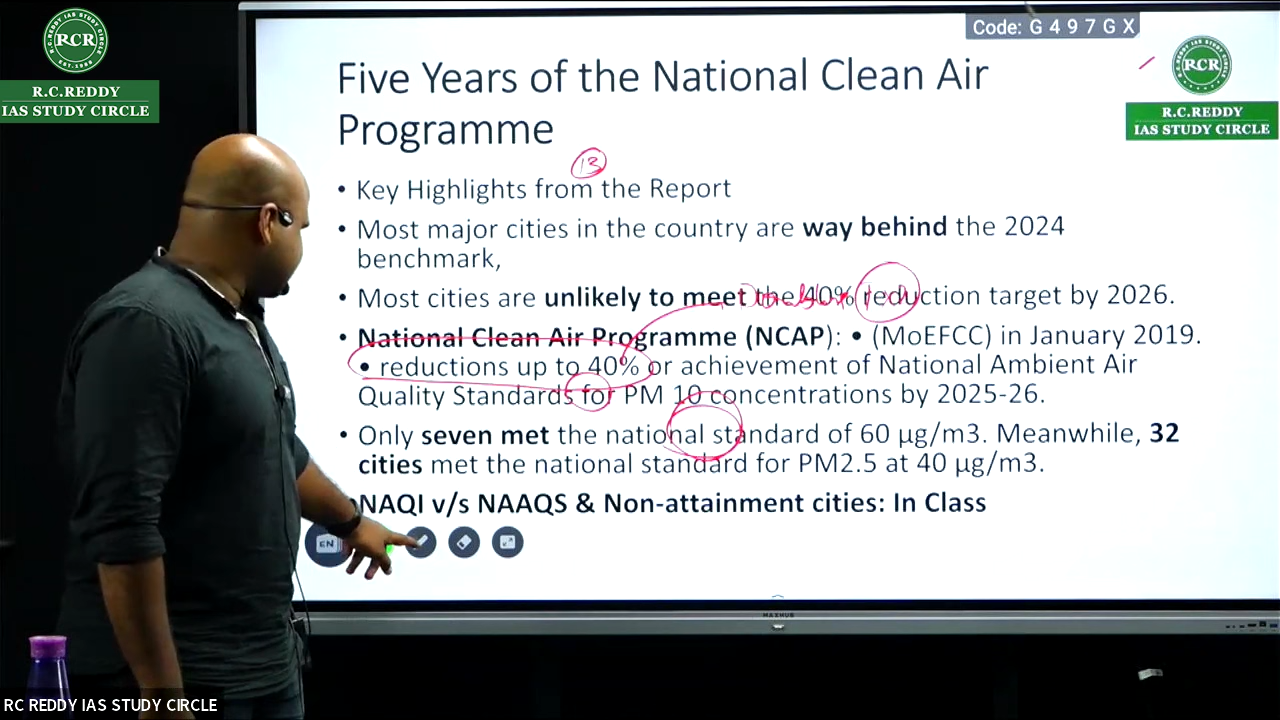 Code: G 4 9 7 G X
RCR
R.C.REDDY
IAS STUDY CIRCLE
RCR
R.C.REDDY
IAS STUDY CIRCLE
Five Years of the National Clean Air
Programme
13
• Key Highlights from the Report
• Most major cities in the country are way behind the 2024
benchmark,
• Most cities are unlikely to meet the 40% reduction target by 2026.
• National Clean Air Programme (NCAP): • (MoEFCC) in January 2019.
• reductions up to 40% or achievement of National Ambient Air
Quality Standards for PM 10 concentrations by 2025-26.
• Only seven met the national standard of 60 µg/m3. Meanwhile, 32
cities met the national standard for PM2.5 at 40 µg/m3.
NAQI v/s NAAQS & Non-attainment cities: In Class
EN
MAXHUB
RC REDDY IAS STUDY CIRCLE